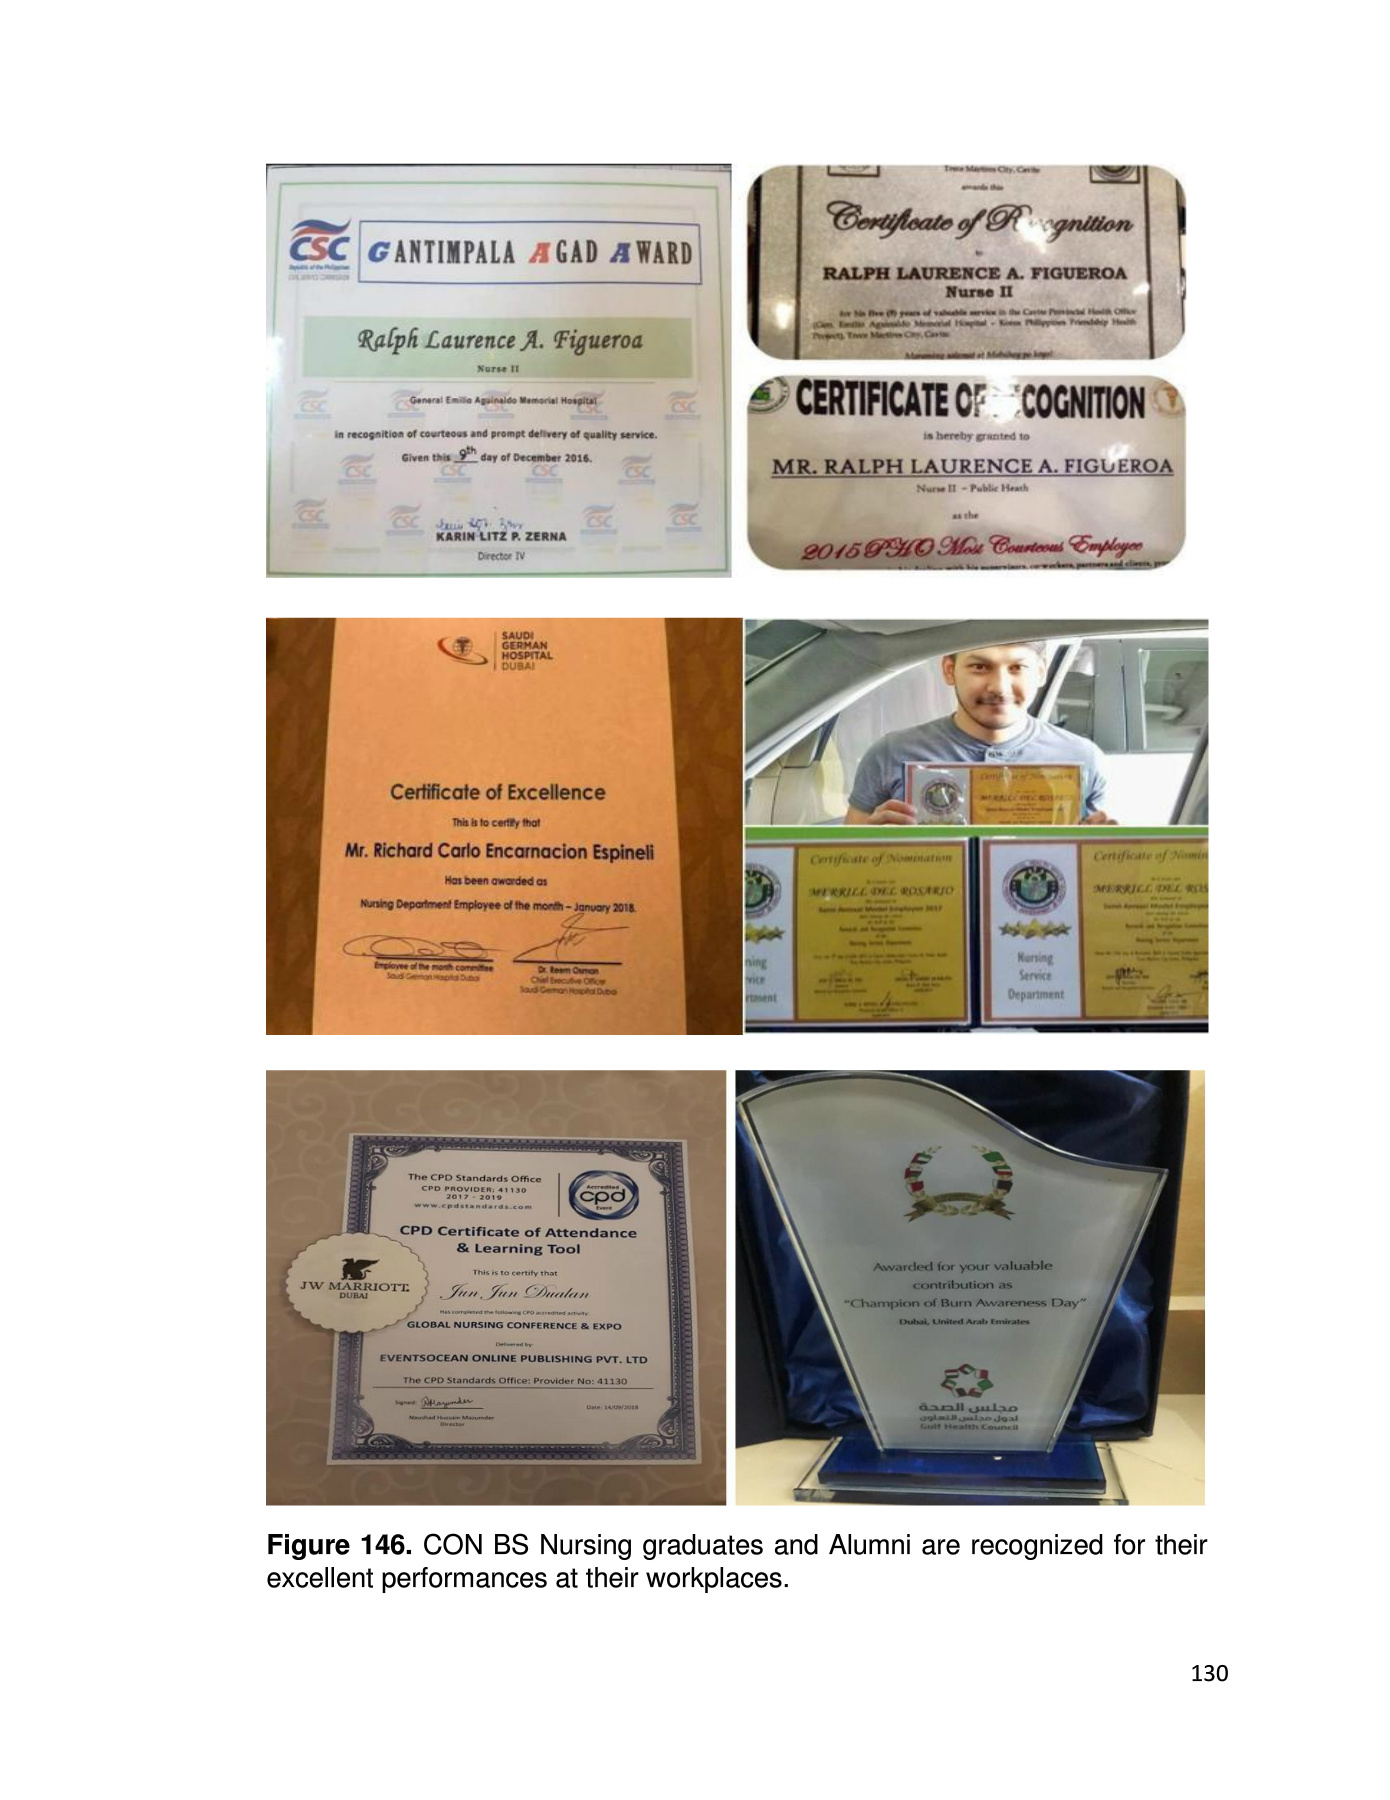 CSC
Republic of the Philippines
CIVIL SERVICE COMMISSION
GANTIMPALA AGAD AWARD
Ralph Laurence A. Figueroa
Nurse II
General Emilio Aguinaldo Memorial Hospital
in recognition of courteous and prompt delivery of quality service.
Given this 9th day of December 2016.
KARIN LITZ P. ZERNA
Director IV
Trece Martires City, Cavite
awards this
Certificate of R ognition
to
RALPH LAURENCE A. FIGUEROA
Nurse II
for his five (5) years of valuable service in the Cavite Provincial Health Office
(Gen. Emilio Aguinaldo Memorial Hospital – Korea Philippines Friendship Health
Project), Trece Martires City, Cavite
Maraming salamat at Mabuhay po kayo!
CERTIFICATE OF COGNITION
is hereby granted to
MR. RALPH LAURENCE A. FIGUEROA
Nurse II – Public Heath
as the
2015 PHO Most Courteous Employee
dealing with his supervisors, co-workers, partners and clients,
SAUDI
GERMAN
HOSPITAL
DUBAI
Certificate of Excellence
This is to certify that
Mr. Richard Carlo Encarnacion Espineli
Has been awarded as
Nursing Department Employee of the month – January 2018.
Employee of the month committee
Saudi German Hospital Dubai
Dr. Reem Osman
Chief Executive Officer
Saudi German Hospital Dubai
Certificate of Nomination
MERRILL DEL ROSARIO
Certificate of Nomination
MERRILL DEL ROSARIO
Semi-Annual Model Employee 2017
Nursing Service Department
Certificate of Nomin
MERRILL DEL ROS
Semi-Annual Model Employee
Nursing
Service
Department
The CPD Standards Office
CPD PROVIDER: 41130
2017 - 2019
www.cpdstandards.com
Accredited
cpd
Event
CPD Certificate of Attendance
& Learning Tool
This is to certify that
Jun Jun Dualan
Has completed the following CPD accredited activity:
GLOBAL NURSING CONFERENCE & EXPO
Delivered by:
EVENTSOCEAN ONLINE PUBLISHING PVT. LTD
The CPD Standards Office: Provider No: 41130
Signed:
Date: 14/09/2018
Naushad Hussain Mazumder
Director
JW MARRIOTT
DUBAI
Awarded for your valuable
contribution as
“Champion of Burn Awareness Day”
Dubai, United Arab Emirates
مجلس الصحة
لدول مجلس التعاون
Gulf Health Council
Figure 146. CON BS Nursing graduates and Alumni are recognized for their
excellent performances at their workplaces.
130